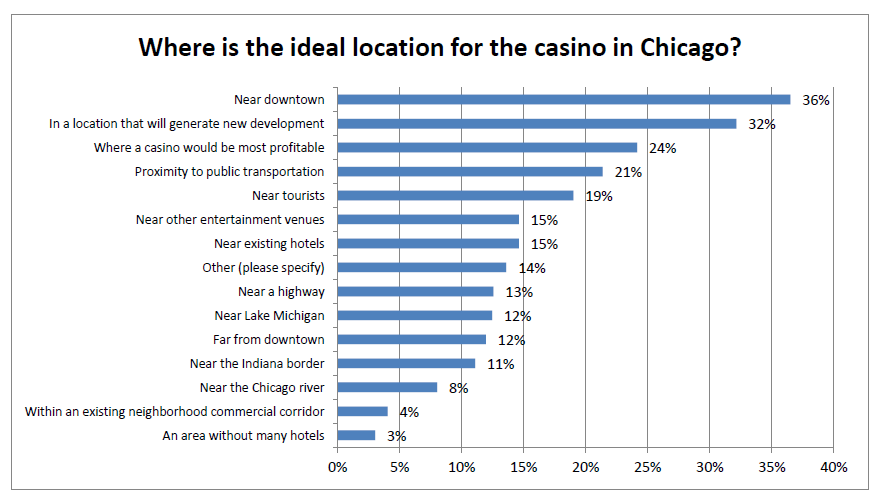 Where is the ideal location for the casino in Chicago?
Near downtown 36%
In a location that will generate new development 32%
Where a casino would be most profitable 24%
Proximity to public transportation 21%
Near tourists 19%
Near other entertainment venues 15%
Near existing hotels 15%
Other (please specify) 14%
Near a highway 13%
Near Lake Michigan 12%
Far from downtown 12%
Near the Indiana border 11%
Near the Chicago river 8%
Within an existing neighborhood commercial corridor 4%
An area without many hotels 3%
0% 5% 10% 15% 20% 25% 30% 35% 40%